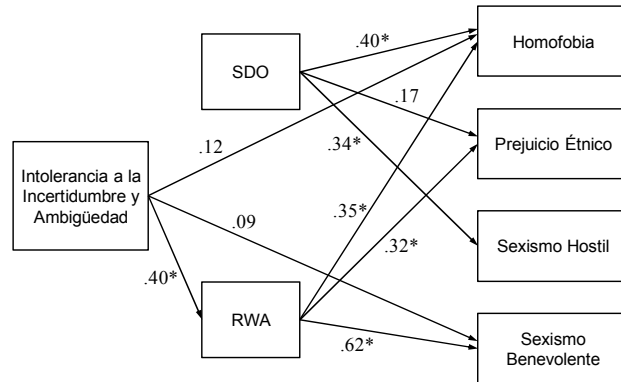 .40*
Homofobia
SDO
.17
.12
.34*
Prejuicio Étnico
Intolerancia a la
Incertidumbre y
Ambigüedad
.35*
.09
.32*
Sexismo Hostil
.40*
RWA
.62*
Sexismo
Benevolente